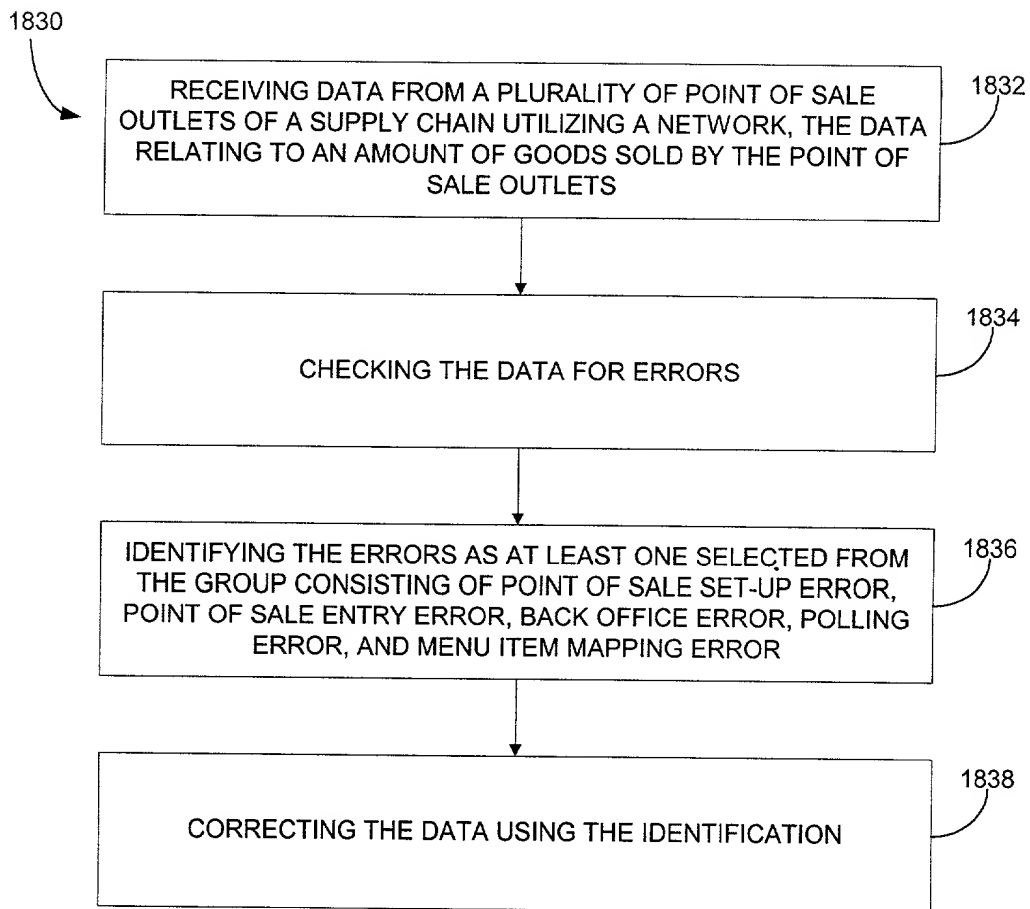 1830
RECEIVING DATA FROM A PLURALITY OF POINT OF SALE
OUTLETS OF A SUPPLY CHAIN UTILIZING A NETWORK, THE DATA
RELATING TO AN AMOUNT OF GOODS SOLD BY THE POINT OF
SALE OUTLETS
1832
CHECKING THE DATA FOR ERRORS
1834
IDENTIFYING THE ERRORS AS AT LEAST ONE SELECTED FROM
THE GROUP CONSISTING OF POINT OF SALE SET-UP ERROR,
POINT OF SALE ENTRY ERROR, BACK OFFICE ERROR, POLLING
ERROR, AND MENU ITEM MAPPING ERROR
1836
CORRECTING THE DATA USING THE IDENTIFICATION
1838